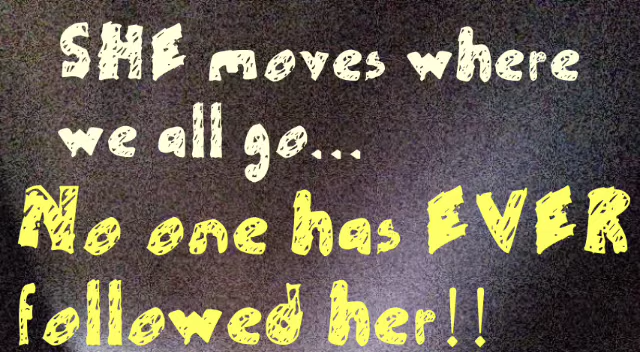 SHE moves where
we all go...
No one has EVER
followed her!!